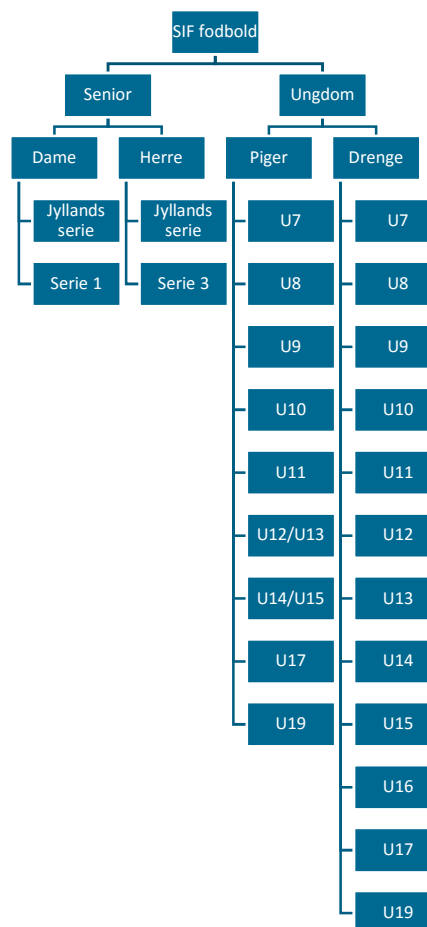 SIF fodbold
Senior
Ungdom
Dame
Herre
Piger
Drenge
Jyllands
serie
Serie 1
Jyllands
serie
Serie 3
U7
U8
U9
U10
U11
U12/U13
U14/U15
U17
U19
U7
U8
U9
U10
U11
U12
U13
U14
U15
U16
U17
U19